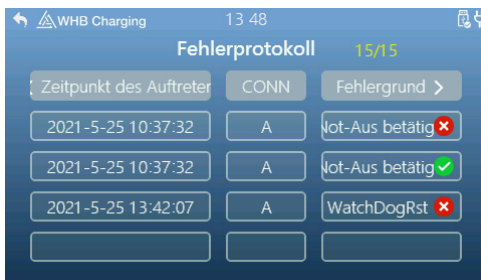 WHB Charging 13 48
Fehlerprotokoll 15/15
Zeitpunkt des Auftreter CONN Fehlergrund
2021-5-25 10:37:32 A Not-Aus betätig
2021-5-25 10:37:32 A Not-Aus betätig
2021-5-25 13:42:07 A WatchDogRst